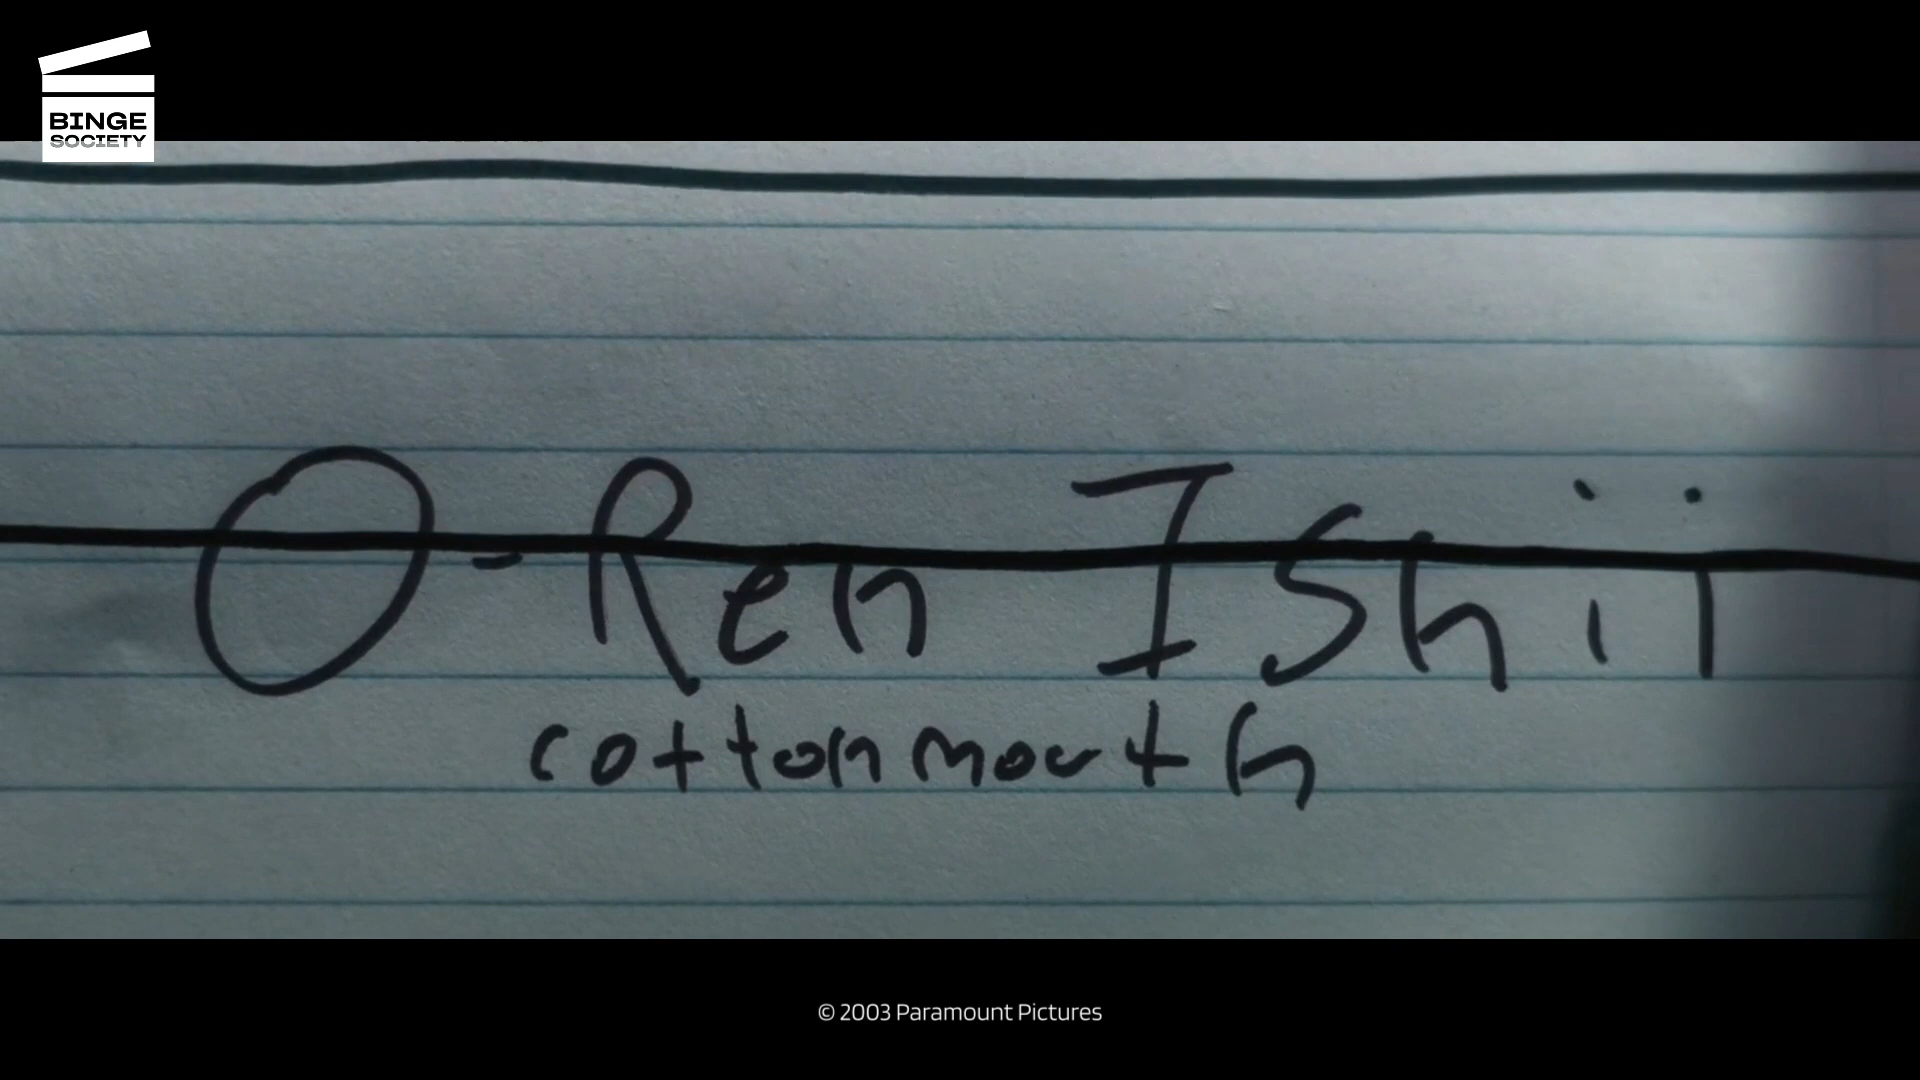 BINGE
SOCIETY
O-Ren IShii
cottonmouth
© 2003 Paramount Pictures